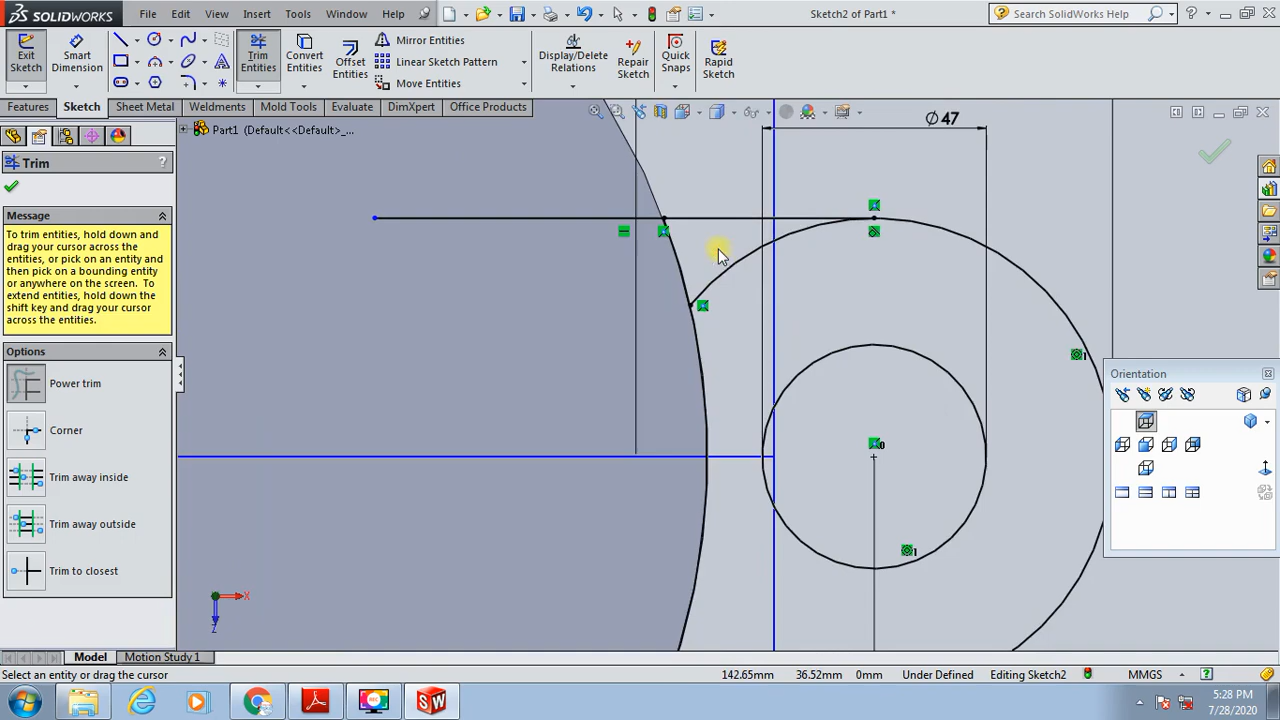 SOLIDWORKS File Edit View Insert Tools Window Help Sketch2 of Part1 * Search SolidWorks Help
Exit Sketch Smart Dimension Trim Entities Convert Entities Offset Entities Mirror Entities Linear Sketch Pattern Move Entities Display/Delete Relations Repair Sketch Quick Snaps Rapid Sketch
Features Sketch Sheet Metal Weldments Mold Tools Evaluate DimXpert Office Products
Part1 (Default<<Default>_...
Ø47
Trim ?
Message
To trim entities, hold down and
drag your cursor across the
entities, or pick on an entity and
then pick on a bounding entity
or anywhere on the screen. To
extend entities, hold down the
shift key and drag your cursor
across the entities.
Options
Power trim
Corner
Trim away inside
Trim away outside
Trim to closest
0
1
1
Orientation
X
Z
Model Motion Study 1
Select an entity or drag the cursor 142.65mm 36.52mm 0mm Under Defined Editing Sketch2 MMGS
5:28 PM
7/28/2020